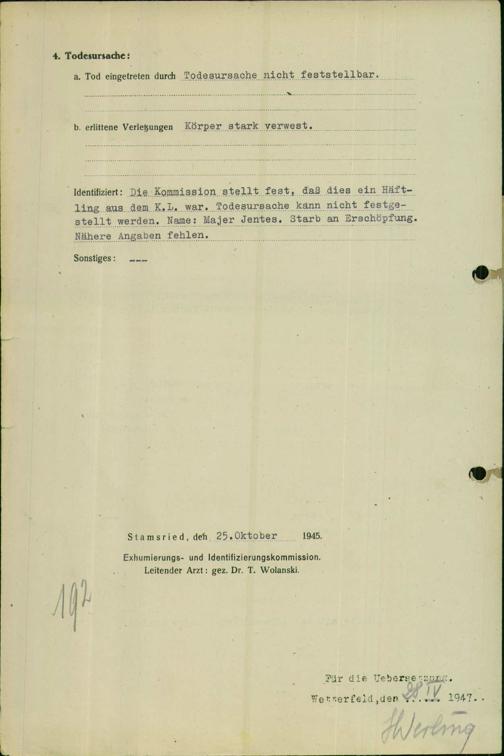 4. Todesursache:
a. Tod eingetreten durch Todesursache nicht feststellbar.
b. erlittene Verletzungen Körper stark verwest.
Identifiziert: Die Kommission stellt fest, daß dies ein Häft-
ling aus dem K.L. war. Todesursache kann nicht festge-
stellt werden. Name: Majer Jentes. Starb an Erschöpfung.
Nähere Angaben fehlen.
Sonstiges: ---
Stamsried, den 25.Oktober 1945.
Exhumierungs- und Identifizierungskommission.
Leitender Arzt: gez. Dr. T. Wolanski.
192
Für die Uebersetzung.
Wetterfeld, den 28 IV 1947.